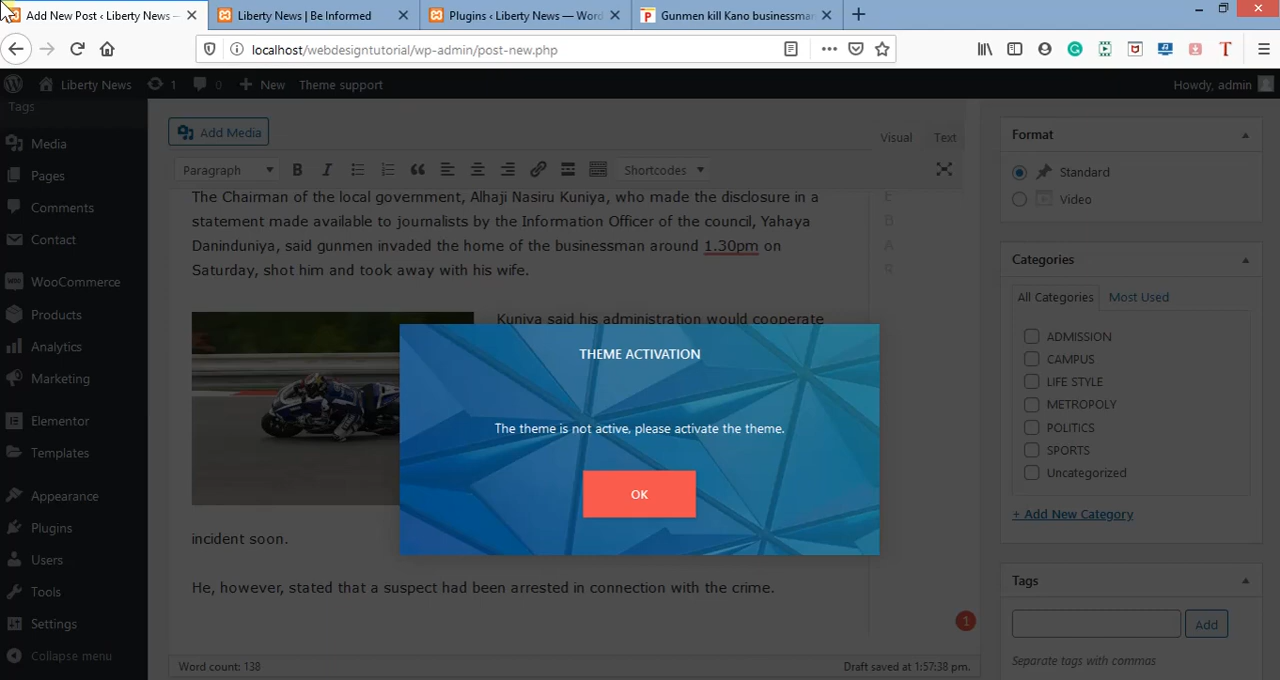 Add New Post ‹ Liberty News —
Liberty News | Be Informed
Plugins ‹ Liberty News — Word
Gunmen kill Kano businessman
localhost/webdesigntutorial/wp-admin/post-new.php
Liberty News 1 0 New Theme support Howdy, admin
Tags
Media
Pages
Comments
Contact
WooCommerce
Products
Analytics
Marketing
Elementor
Templates
Appearance
Plugins
Users
Tools
Settings
Collapse menu
Add Media
Visual Text
Paragraph B I Shortcodes
The Chairman of the local government, Alhaji Nasiru Kuniya, who made the disclosure in a
statement made available to journalists by the Information Officer of the council, Yahaya
Daninduniya, said gunmen invaded the home of the businessman around 1.30pm on
Saturday, shot him and took away with his wife.
Kuniya said his administration would cooperate
incident soon.
He, however, stated that a suspect had been arrested in connection with the crime.
E
B
A
R
1
Word count: 138 Draft saved at 1:57:38 pm.
THEME ACTIVATION
The theme is not active, please activate the theme.
OK
Format
Standard
Video
Categories
All Categories Most Used
ADMISSION
CAMPUS
LIFE STYLE
METROPOLY
POLITICS
SPORTS
Uncategorized
+ Add New Category
Tags
Add
Separate tags with commas